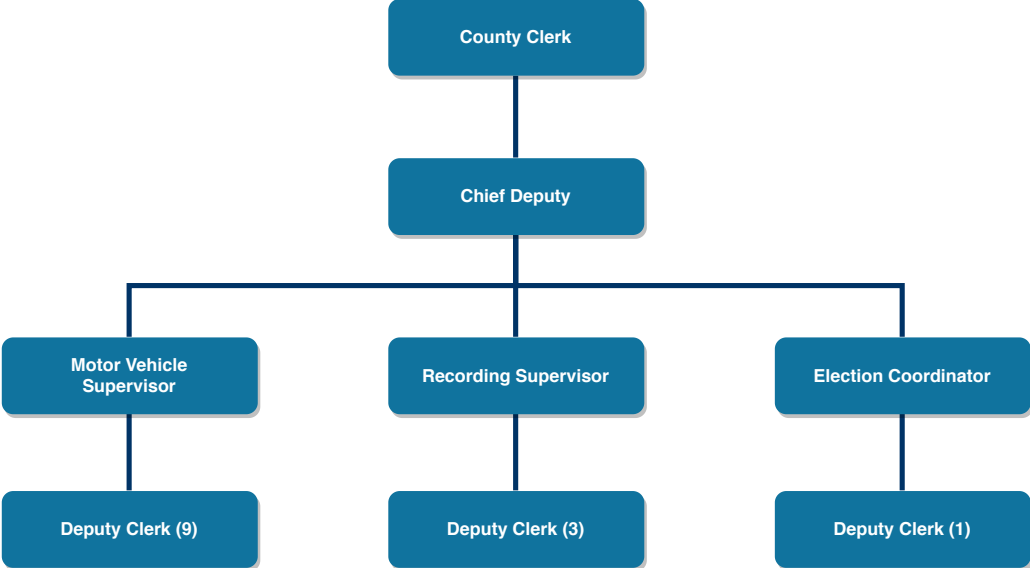 County Clerk
Chief Deputy
Motor Vehicle
Supervisor
Recording Supervisor
Election Coordinator
Deputy Clerk (9)
Deputy Clerk (3)
Deputy Clerk (1)